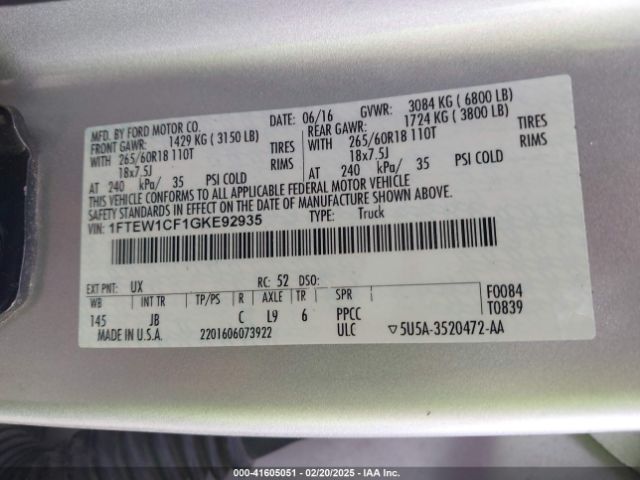 MFD. BY FORD MOTOR CO. DATE: 06/16 GVWR: 3084 KG ( 6800 LB)
FRONT GAWR: 1429 KG ( 3150 LB) REAR GAWR: 1724 KG ( 3800 LB)
WITH 265/60R18 110T TIRES WITH 265/60R18 110T TIRES
18x7.5J RIMS 18x7.5J RIMS
AT 240 kPa/ 35 PSI COLD AT 240 kPa/ 35 PSI COLD
THIS VEHICLE CONFORMS TO ALL APPLICABLE FEDERAL MOTOR VEHICLE
SAFETY STANDARDS IN EFFECT ON THE DATE OF MANUFACTURE SHOWN ABOVE.
VIN: 1FTEW1CF1GKE92935 TYPE: Truck
EXT PNT: UX RC: 52 DSO:
WB INT TR TP/PS R AXLE TR SPR F0084
145 JB C L9 6 PPCC T0839
MADE IN U.S.A. 2201606073922 ULC ▽5U5A-3520472-AA
000-41605051 - 02/20/2025 - IAA Inc.